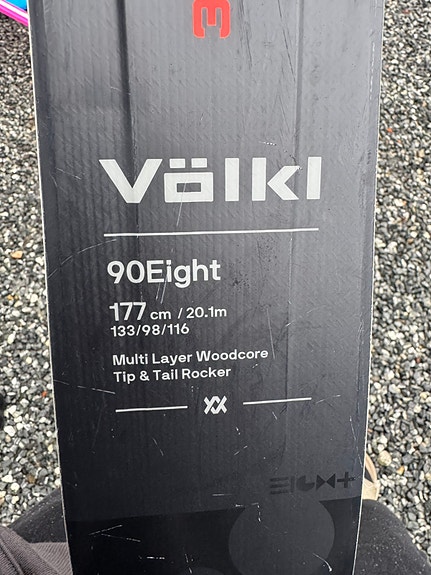 Völkl
90Eight
177 cm / 20.1m
133/98/116
Multi Layer Woodcore
Tip & Tail Rocker